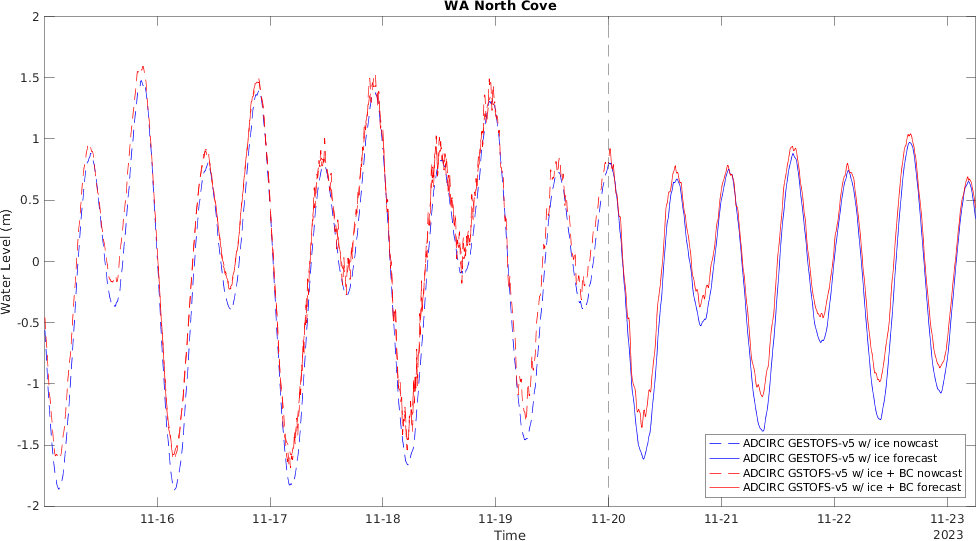 WA North Cove
2
1.5
1
0.5
0
-0.5
-1
-1.5
-2
Water Level (m)
11-16
11-17
11-18
11-19
11-20
11-21
11-22
11-23
Time
2023
ADCIRC GESTOFS-v5 w/ ice nowcast
ADCIRC GESTOFS-v5 w/ ice forecast
ADCIRC GSTOFS-v5 w/ ice + BC nowcast
ADCIRC GSTOFS-v5 w/ ice + BC forecast